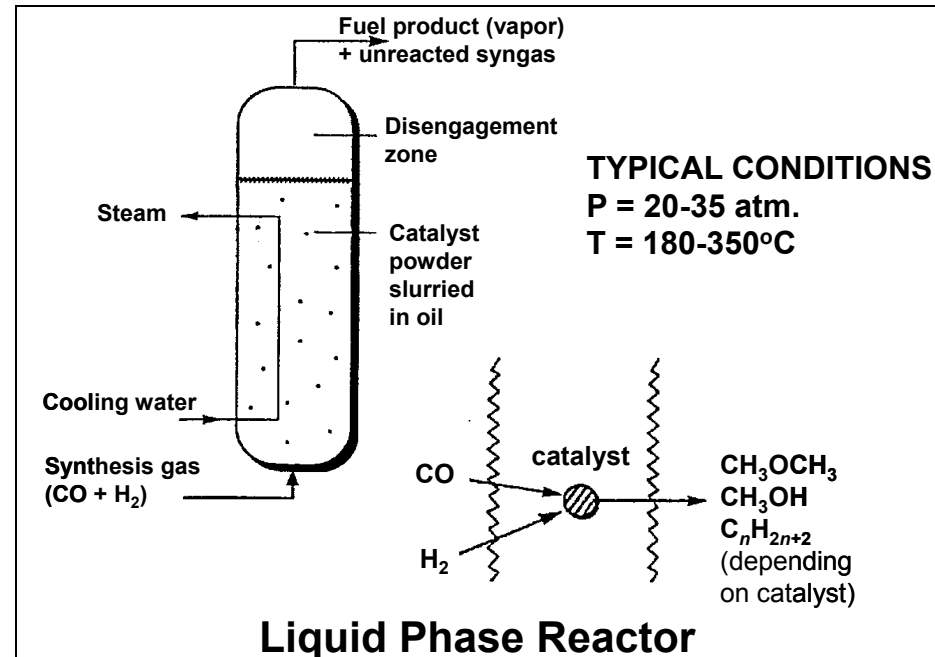 Fuel product (vapor)
+ unreacted syngas
Disengagement
zone
TYPICAL CONDITIONS
P = 20-35 atm.
T = 180-350°C
Steam
Catalyst
powder
slurried
in oil
Cooling water
Synthesis gas
(CO + H₂)
CO
catalyst
H₂
CH₃OCH₃
CH₃OH
CₙH₂ₙ₊₂
(depending
on catalyst)
Liquid Phase Reactor